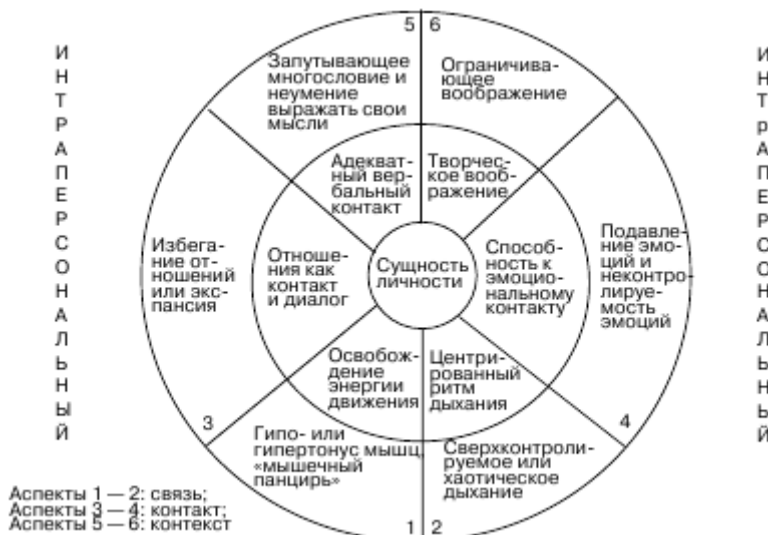 5
6
И
Н
Т
Р
А
П
Е
Р
С
О
Н
А
Л
Ь
Н
Ы
Й
Запутывающее
многословие и
неумение
выражать свои
мысли
Ограничива-
ющее
воображение
Адекват-
ный вер-
бальный
контакт
Творчес-
кое вооб-
ражение
Избега-
ние от-
ношений
или экс-
пансия
Отноше-
ния как
контакт
и диалог
Сущность
личности
Способ-
ность к
эмоцио-
нальному
контакту
Подавле-
ние эмо-
ций и
неконтро-
лируе-
мость
эмоций
Освобож-
дение
энергии
движения
Центри-
рованный
ритм
дыхания
3
4
Гипо- или
гипертонус мышц,
«мышечный
панцирь»
Сверхконтроли-
руемое или
хаотическое
дыхание
1
2
И
Н
Т
р
А
П
Е
Р
С
О
Н
А
Л
Ь
Н
Ы
Й
Аспекты 1 — 2: связь;
Аспекты 3 — 4: контакт;
Аспекты 5 — 6: контекст